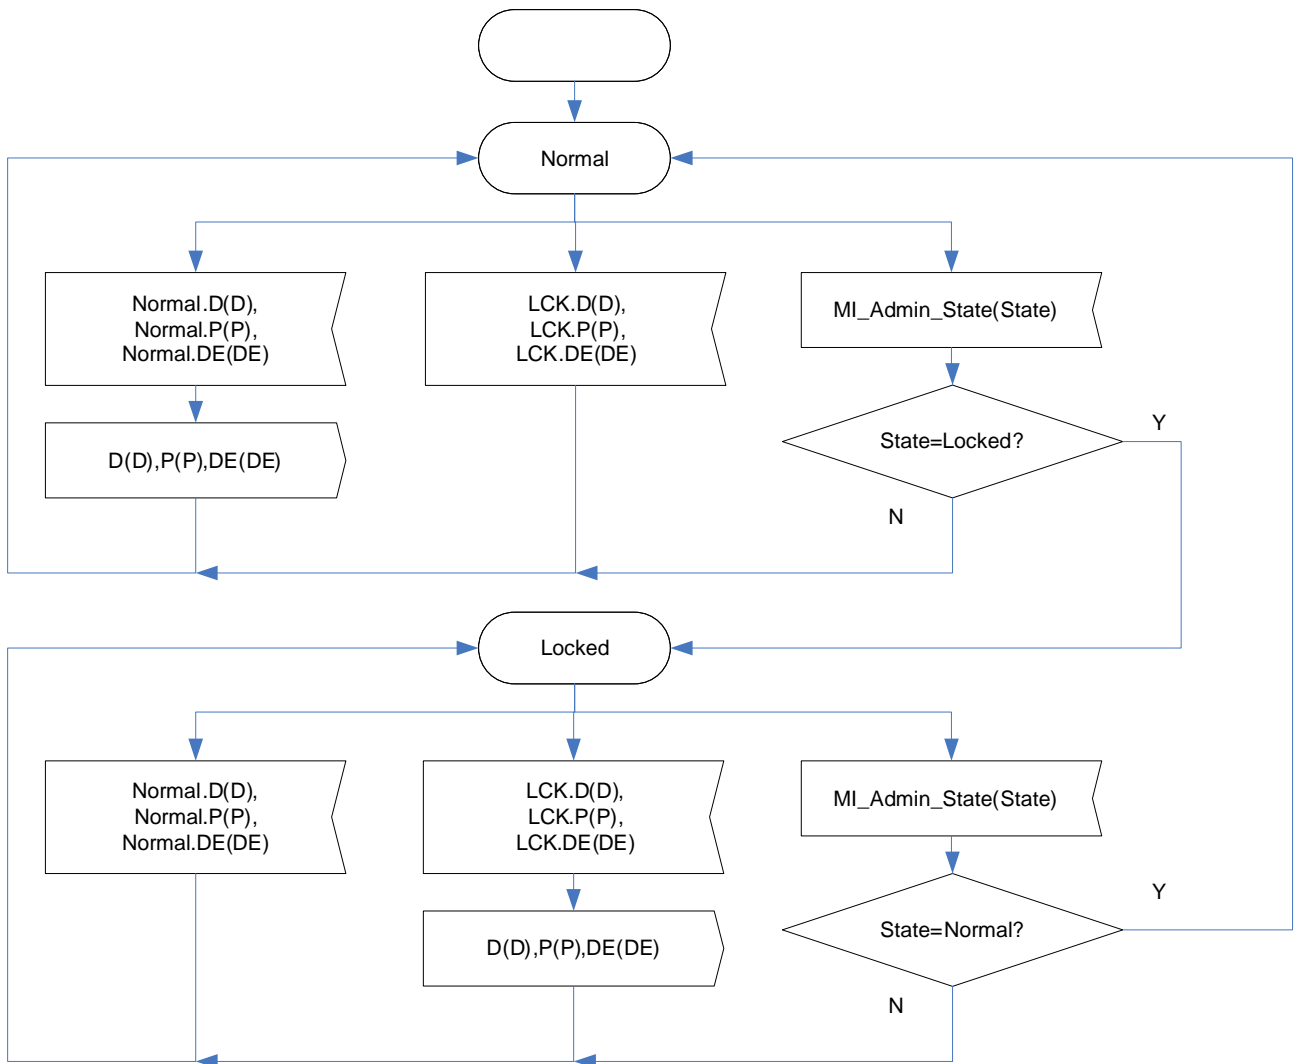 Normal
Normal.D(D),
Normal.P(P),
Normal.DE(DE)
LCK.D(D),
LCK.P(P),
LCK.DE(DE)
MI_Admin_State(State)
D(D),P(P),DE(DE)
State=Locked?
Y
N
Locked
Normal.D(D),
Normal.P(P),
Normal.DE(DE)
LCK.D(D),
LCK.P(P),
LCK.DE(DE)
MI_Admin_State(State)
D(D),P(P),DE(DE)
State=Normal?
Y
N